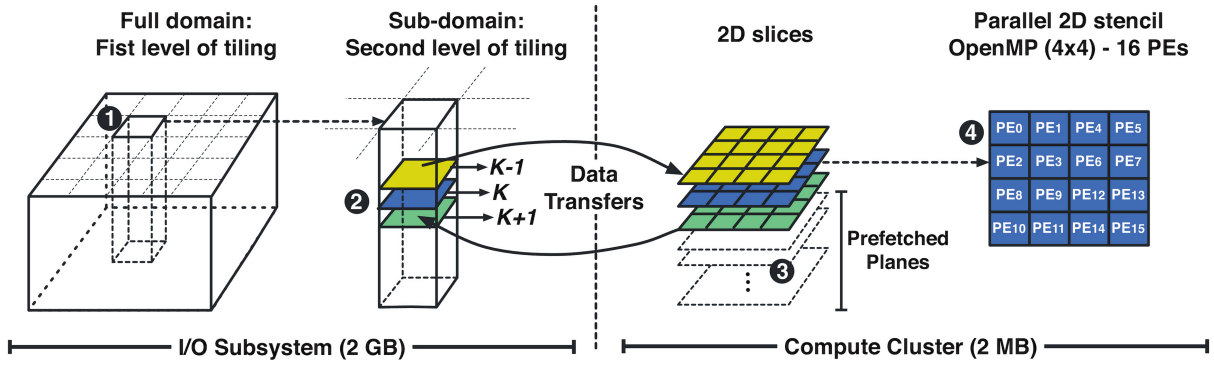 Full domain:
Fist level of tiling
Sub-domain:
Second level of tiling
2D slices
Parallel 2D stencil
OpenMP (4x4) - 16 PEs
1
2
K-1
K
K+1
Data
Transfers
3
Prefetched
Planes
4
PE0 PE1 PE4 PE5
PE2 PE3 PE6 PE7
PE8 PE9 PE12 PE13
PE10 PE11 PE14 PE15
I/O Subsystem (2 GB)
Compute Cluster (2 MB)